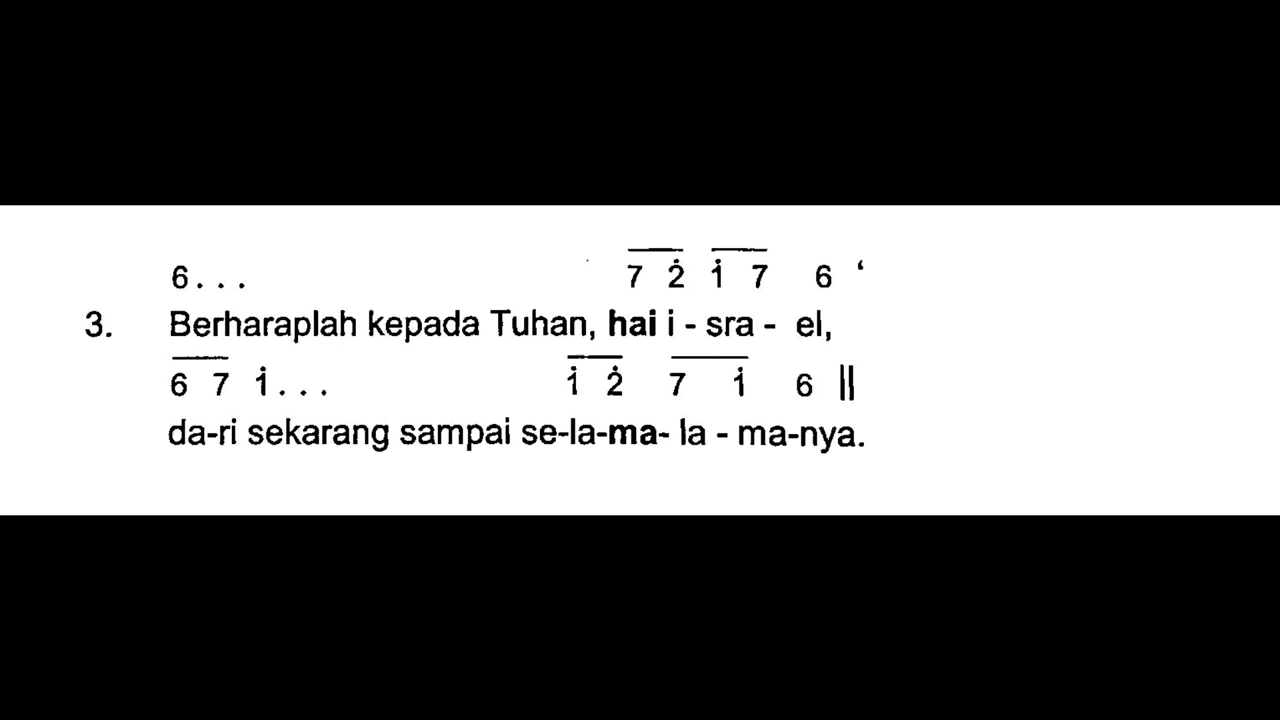 6... 7 2̇ 1̇ 7 6 ‘
3. Berharaplah kepada Tuhan, hai i - sra - el,
6 7 1̇... 1̇ 2̇ 7 1̇ 6 ||
da-ri sekarang sampai se-la-ma- la - ma-nya.